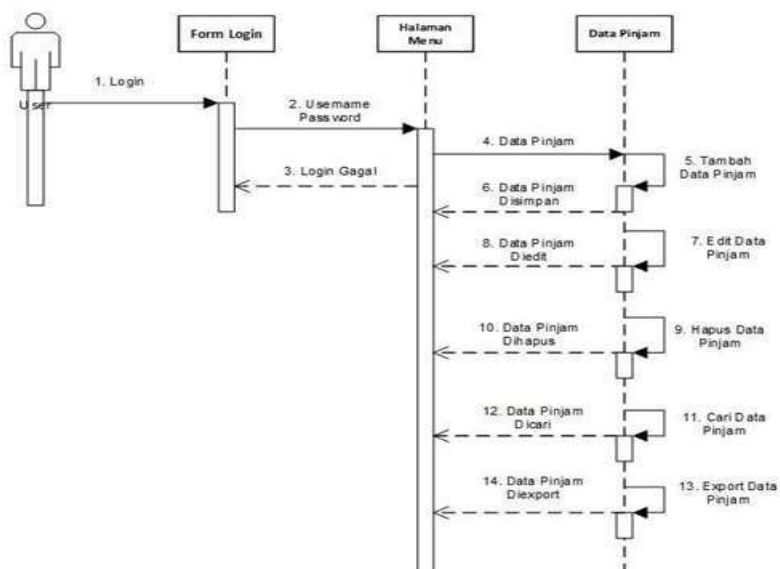 Form Login
Halaman
Menu
Data Pinjam
User
1. Login
2. Username
Password
3. Login Gagal
4. Data Pinjam
5. Tambah
Data Pinjam
6. Data Pinjam
Disimpan
7. Edit Data
Pinjam
8. Data Pinjam
Diedit
9. Hapus Data
Pinjam
10. Data Pinjam
Dihapus
11. Cari Data
Pinjam
12. Data Pinjam
Dicari
13. Export Data
Pinjam
14. Data Pinjam
Diexport